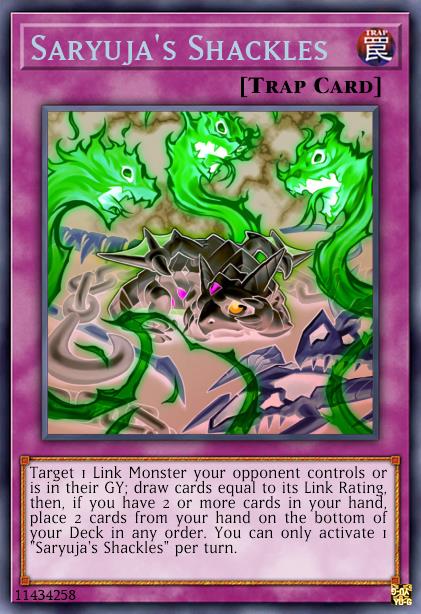 Saryuja's Shackles
TRAP
罠
[Trap Card]
Target 1 Link Monster your opponent controls or
is in their GY; draw cards equal to its Link Rating,
then, if you have 2 or more cards in your hand,
place 2 cards from your hand on the bottom of
your Deck in any order. You can only activate 1
"Saryuja's Shackles" per turn.
11434258